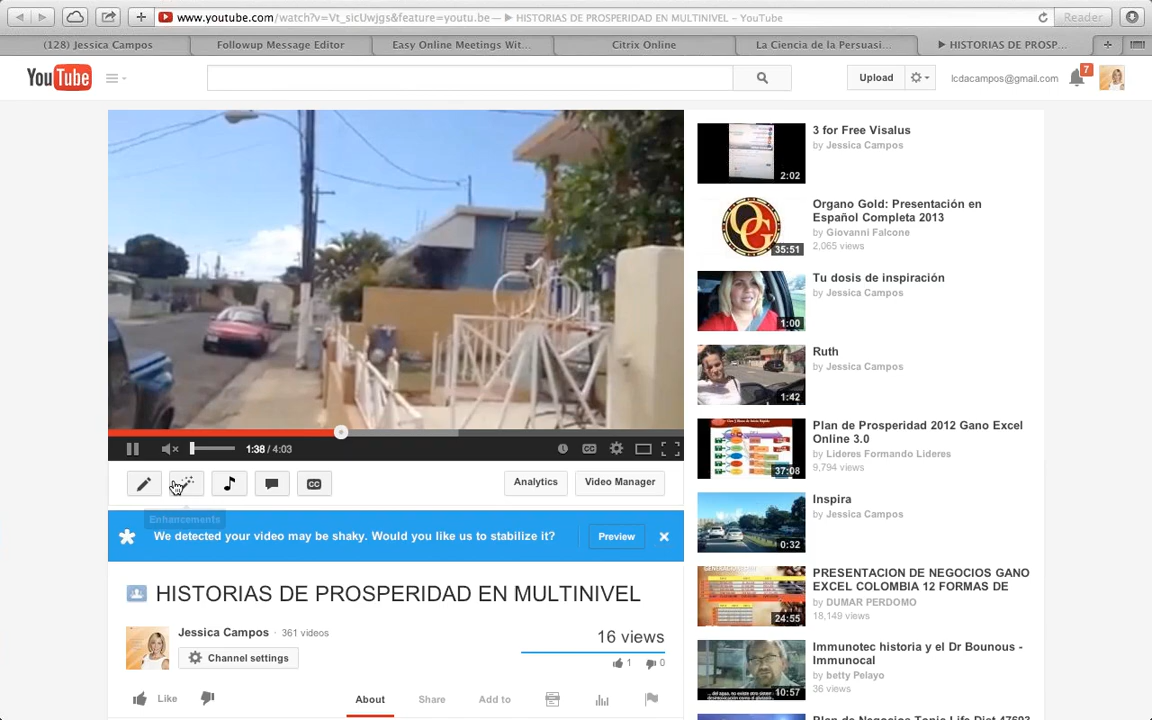 www.youtube.com/watch?v=Vt_sicUwjgs&feature=youtu.be — ▶ HISTORIAS DE PROSPERIDAD EN MULTINIVEL – YouTube
Reader
(128) Jessica Campos
Followup Message Editor
Easy Online Meetings Wit...
Citrix Online
La Ciencia de la Persuasi...
▶ HISTORIAS DE PROSP...
YouTube
Upload
lcdacampos@gmail.com
7
3 for Free Visalus
by Jessica Campos
2:02
Organo Gold: Presentación en
Español Completa 2013
by Giovanni Falcone
2,065 views
OG
35:51
Tu dosis de inspiración
by Jessica Campos
1:00
Ruth
by Jessica Campos
1:42
Plan de Prosperidad 2012 Gano Excel
Online 3.0
by Lideres Formando Lideres
9,794 views
37:08
Inspira
by Jessica Campos
0:32
PRESENTACION DE NEGOCIOS GANO
EXCEL COLOMBIA 12 FORMAS DE
by DUMAR PERDOMO
18,149 views
24:55
Immunotec historia y el Dr Bounous -
Immunocal
by betty Pelayo
36 views
10:57
Plan de Negocios Tonic Life Diet 47693
1:38 / 4:03
CC
Analytics
Video Manager
Enhancements
We detected your video may be shaky. Would you like us to stabilize it?
Preview
HISTORIAS DE PROSPERIDAD EN MULTINIVEL
Jessica Campos · 361 videos
Channel settings
16 views
1
0
Like
About
Share
Add to